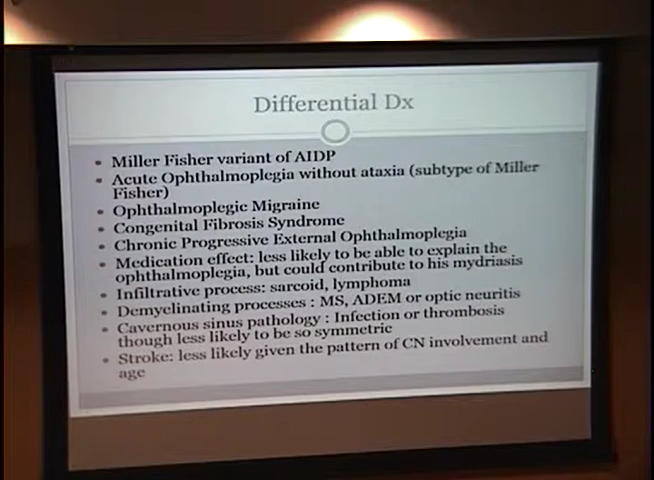 Differential Dx
• Miller Fisher variant of AIDP
• Acute Ophthalmoplegia without ataxia (subtype of Miller
Fisher)
• Ophthalmoplegic Migraine
• Congenital Fibrosis Syndrome
• Chronic Progressive External Ophthalmoplegia
• Medication effect: less likely to be able to explain the
ophthalmoplegia, but could contribute to his mydriasis
• Infiltrative process: sarcoid, lymphoma
• Demyelinating processes : MS, ADEM or optic neuritis
• Cavernous sinus pathology : Infection or thrombosis
though less likely to be so symmetric
• Stroke: less likely given the pattern of CN involvement and
age